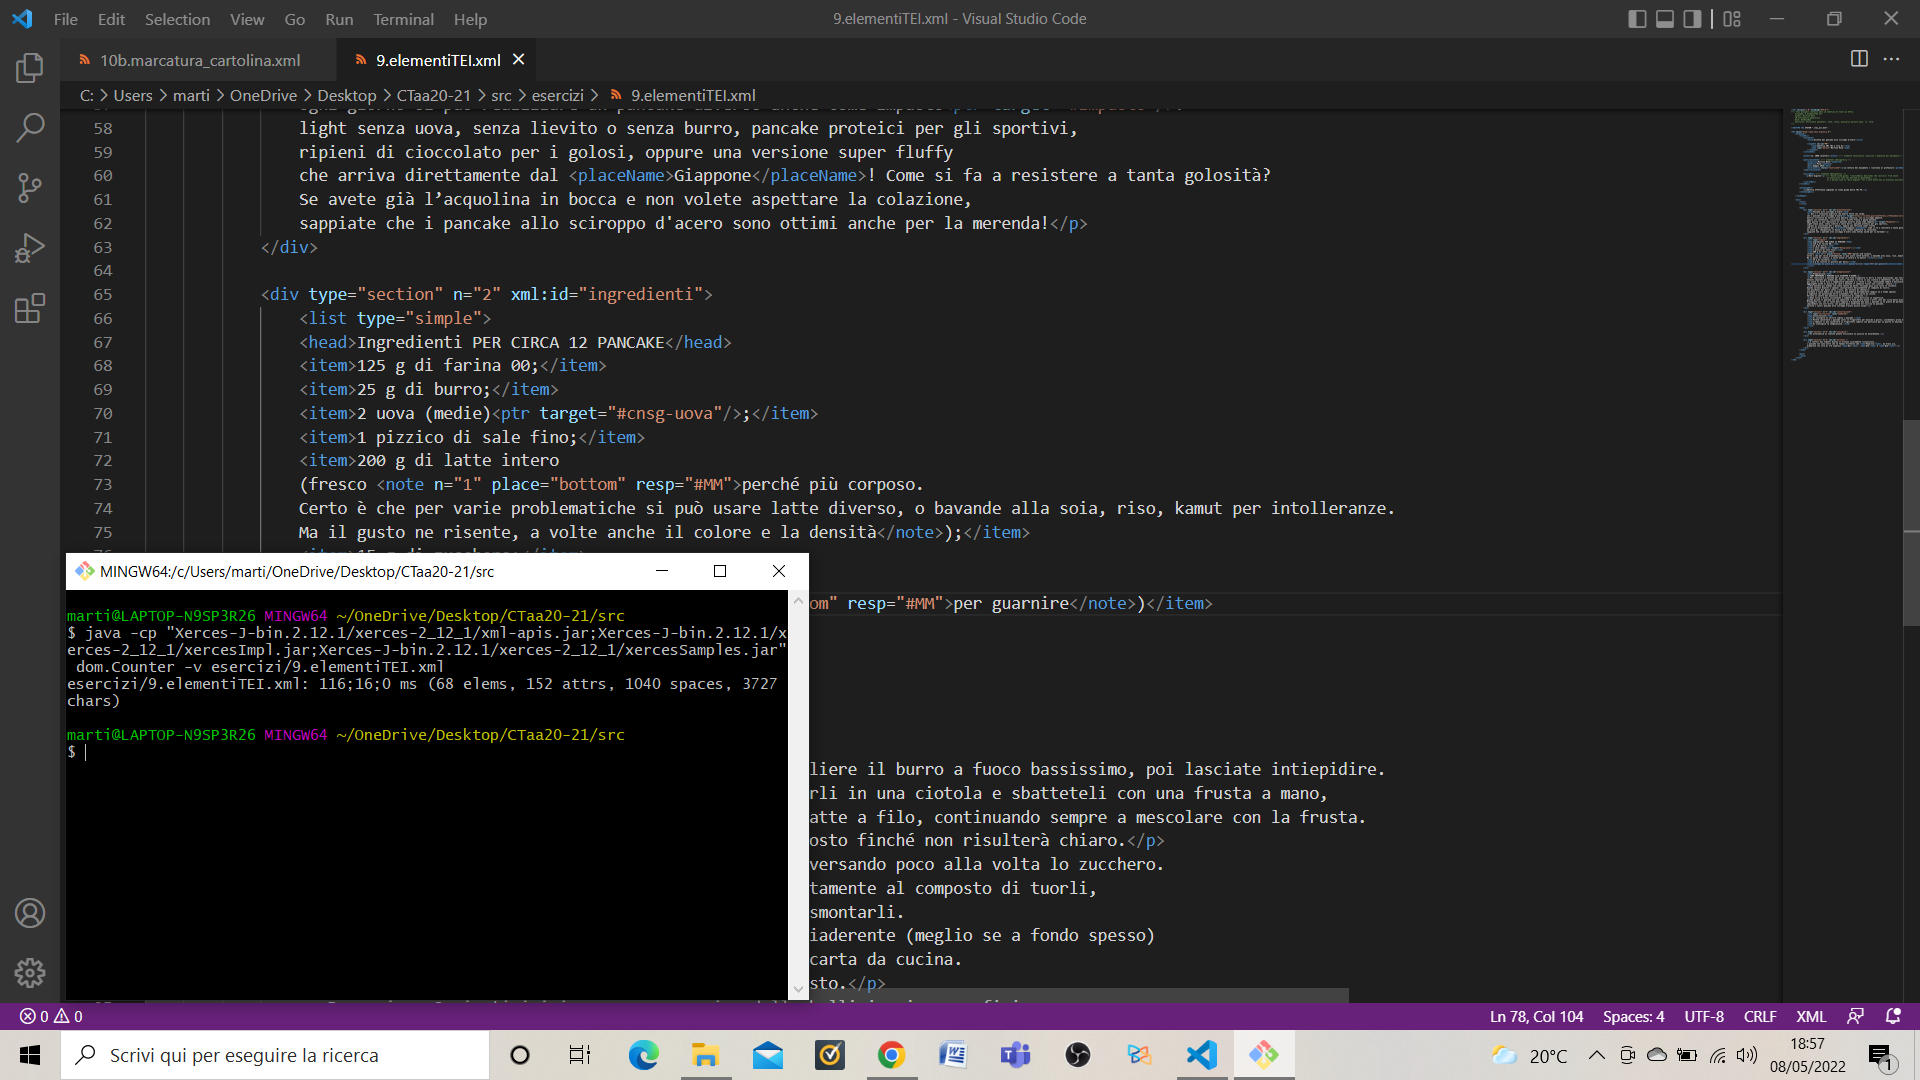 File Edit Selection View Go Run Terminal Help
9.elementiTEI.xml - Visual Studio Code
10b.marcatura_cartolina.xml
9.elementiTEI.xml
C: > Users > marti > OneDrive > Desktop > CTaa20-21 > src > esercizi > 9.elementiTEI.xml
58 light senza uova, senza lievito o senza burro, pancake proteici per gli sportivi,
59 ripieni di cioccolato per i golosi, oppure una versione super fluffy
60 che arriva direttamente dal <placeName>Giappone</placeName>! Come si fa a resistere a tanta golosità?
61 Se avete già l’acquolina in bocca e non volete aspettare la colazione,
62 sappiate che i pancake allo sciroppo d'acero sono ottimi anche per la merenda!</p>
63 </div>
64
65 <div type="section" n="2" xml:id="ingredienti">
66 <list type="simple">
67 <head>Ingredienti PER CIRCA 12 PANCAKE</head>
68 <item>125 g di farina 00;</item>
69 <item>25 g di burro;</item>
70 <item>2 uova (medie)<ptr target="#cnsg-uova"/>;</item>
71 <item>1 pizzico di sale fino;</item>
72 <item>200 g di latte intero
73 (fresco <note n="1" place="bottom" resp="#MM">perché più corposo.
74 Certo è che per varie problematiche si può usare latte diverso, o bavande alla soia, riso, kamut per intolleranze.
75 Ma il gusto ne risente, a volte anche il colore e la densità</note>);</item>
om" resp="#MM">per guarnire</note>)</item>
liere il burro a fuoco bassissimo, poi lasciate intiepidire.
rli in una ciotola e sbatteteli con una frusta a mano,
atte a filo, continuando sempre a mescolare con la frusta.
osto finché non risulterà chiaro.</p>
versando poco alla volta lo zucchero.
tamente al composto di tuorli,
smontarli.
iaderente (meglio se a fondo spesso)
carta da cucina.
sto.</p>
MINGW64:/c/Users/marti/OneDrive/Desktop/CTaa20-21/src
marti@LAPTOP-N9SP3R26 MINGW64 ~/OneDrive/Desktop/CTaa20-21/src
$ java -cp "Xerces-J-bin.2.12.1/xerces-2_12_1/xml-apis.jar;Xerces-J-bin.2.12.1/x
erces-2_12_1/xercesImpl.jar;Xerces-J-bin.2.12.1/xerces-2_12_1/xercesSamples.jar"
dom.Counter -v esercizi/9.elementiTEI.xml
esercizi/9.elementiTEI.xml: 116;16;0 ms (68 elems, 152 attrs, 1040 spaces, 3727
chars)
marti@LAPTOP-N9SP3R26 MINGW64 ~/OneDrive/Desktop/CTaa20-21/src
$
0 0
Ln 78, Col 104 Spaces: 4 UTF-8 CRLF XML
Scrivi qui per eseguire la ricerca
20°C
18:57
08/05/2022
1